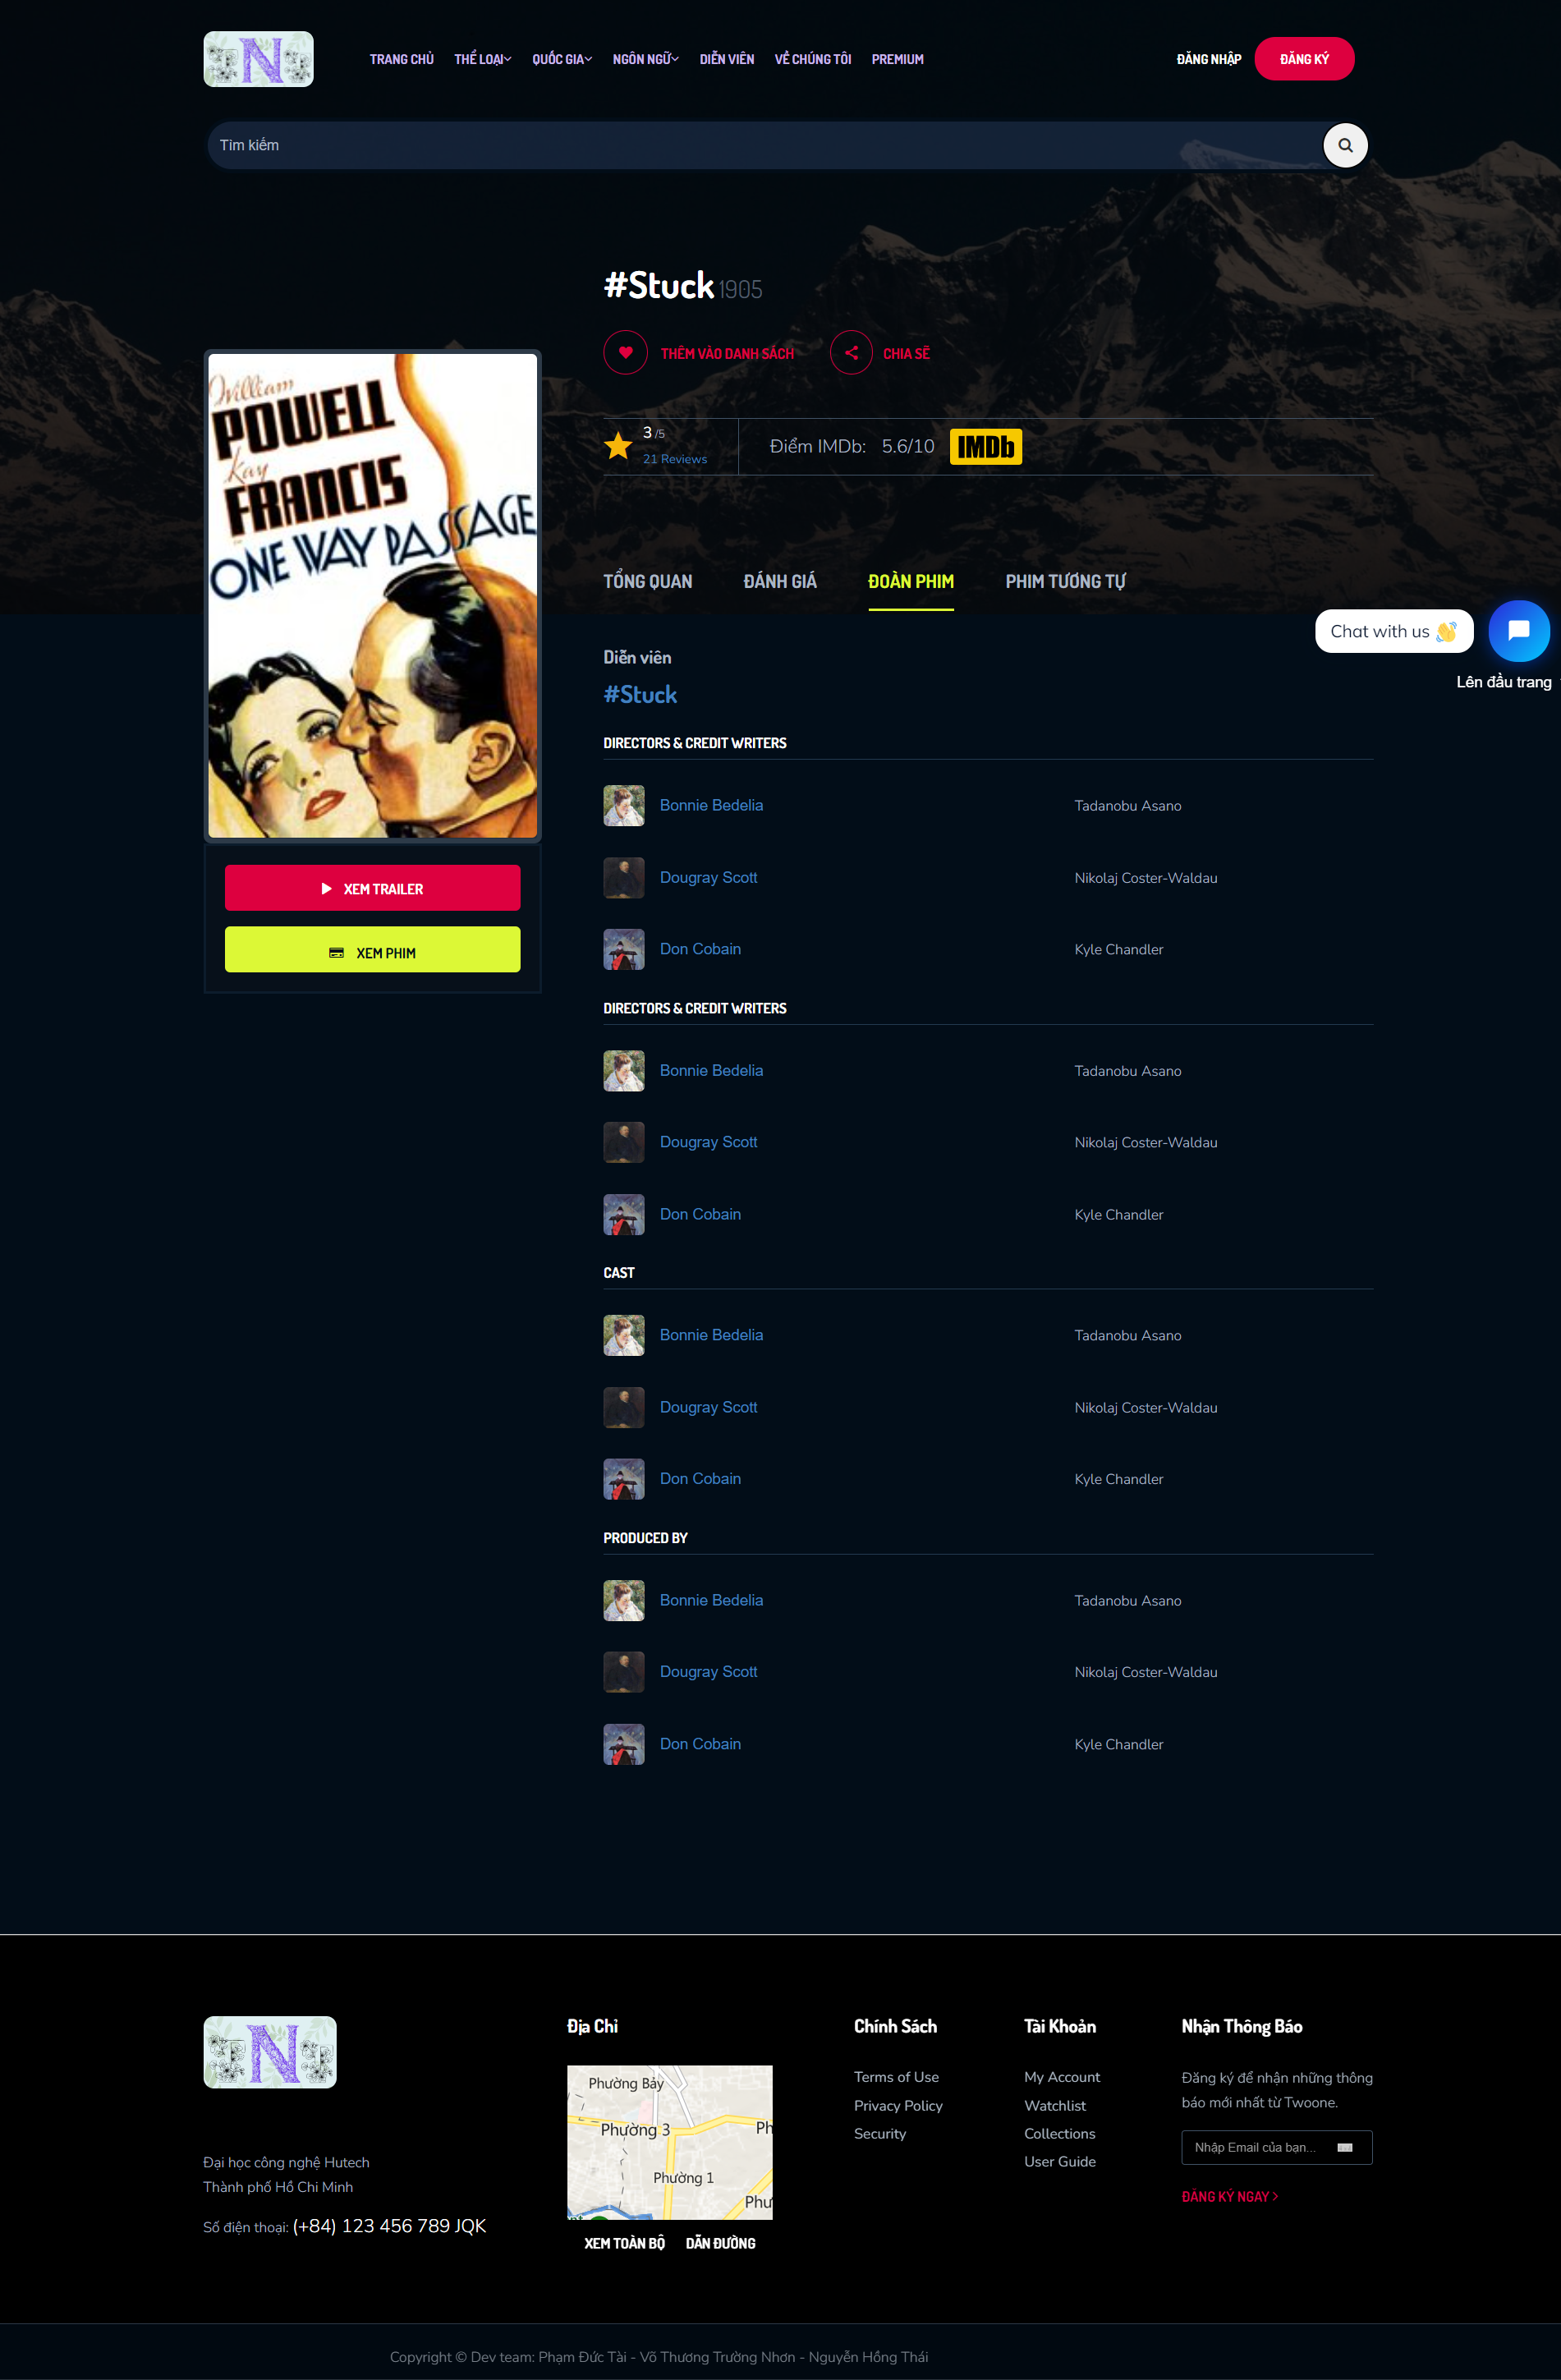 TNT
TRANG CHỦ THỂ LOẠI QUỐC GIA NGÔN NGỮ DIỄN VIÊN VỀ CHÚNG TÔI PREMIUM ĐĂNG NHẬP ĐĂNG KÝ
Tìm kiếm
#Stuck 1905
THÊM VÀO DANH SÁCH CHIA SẼ
3 /5
21 Reviews
Điểm IMDb: 5.6/10 IMDb
William
POWELL
Kay
FRANCIS
in
ONE WAY PASSAGE
XEM TRAILER
XEM PHIM
TỔNG QUAN ĐÁNH GIÁ ĐOÀN PHIM PHIM TƯƠNG TỰ
Chat with us 👋
Lên đầu trang
Diễn viên
#Stuck
DIRECTORS & CREDIT WRITERS
Bonnie Bedelia Tadanobu Asano
Dougray Scott Nikolaj Coster-Waldau
Don Cobain Kyle Chandler
DIRECTORS & CREDIT WRITERS
Bonnie Bedelia Tadanobu Asano
Dougray Scott Nikolaj Coster-Waldau
Don Cobain Kyle Chandler
CAST
Bonnie Bedelia Tadanobu Asano
Dougray Scott Nikolaj Coster-Waldau
Don Cobain Kyle Chandler
PRODUCED BY
Bonnie Bedelia Tadanobu Asano
Dougray Scott Nikolaj Coster-Waldau
Don Cobain Kyle Chandler
TNT
Đại học công nghệ Hutech
Thành phố Hồ Chi Minh
Số điện thoại: (+84) 123 456 789 JQK
Địa Chỉ
Phường Bảy
Phường 3
Ph
Phường 1
Phư
XEM TOÀN BỘ DẪN ĐƯỜNG
Chính Sách
Terms of Use
Privacy Policy
Security
Tài Khoản
My Account
Watchlist
Collections
User Guide
Nhận Thông Báo
Đăng ký để nhận những thông
báo mới nhất từ Twoone.
Nhập Email của bạn...
ĐĂNG KÝ NGAY
Copyright © Dev team: Phạm Đức Tài - Võ Thương Trường Nhơn - Nguyễn Hồng Thái